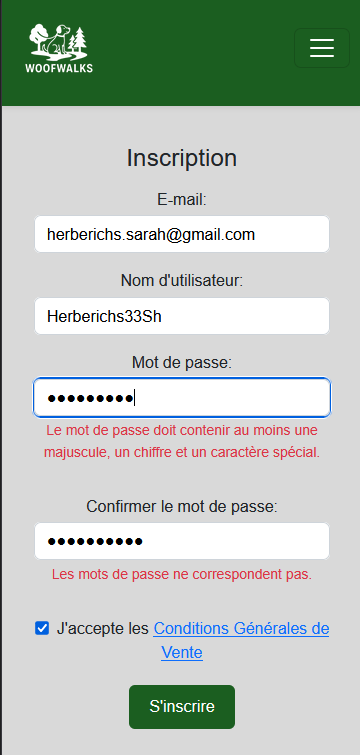 WOOFWALKS
Inscription
E-mail:
herberichs.sarah@gmail.com
Nom d'utilisateur:
Herberichs33Sh
Mot de passe:
●●●●●●●●●
Le mot de passe doit contenir au moins une
majuscule, un chiffre et un caractère spécial.
Confirmer le mot de passe:
●●●●●●●●●●
Les mots de passe ne correspondent pas.
J'accepte les Conditions Générales de
Vente
S'inscrire